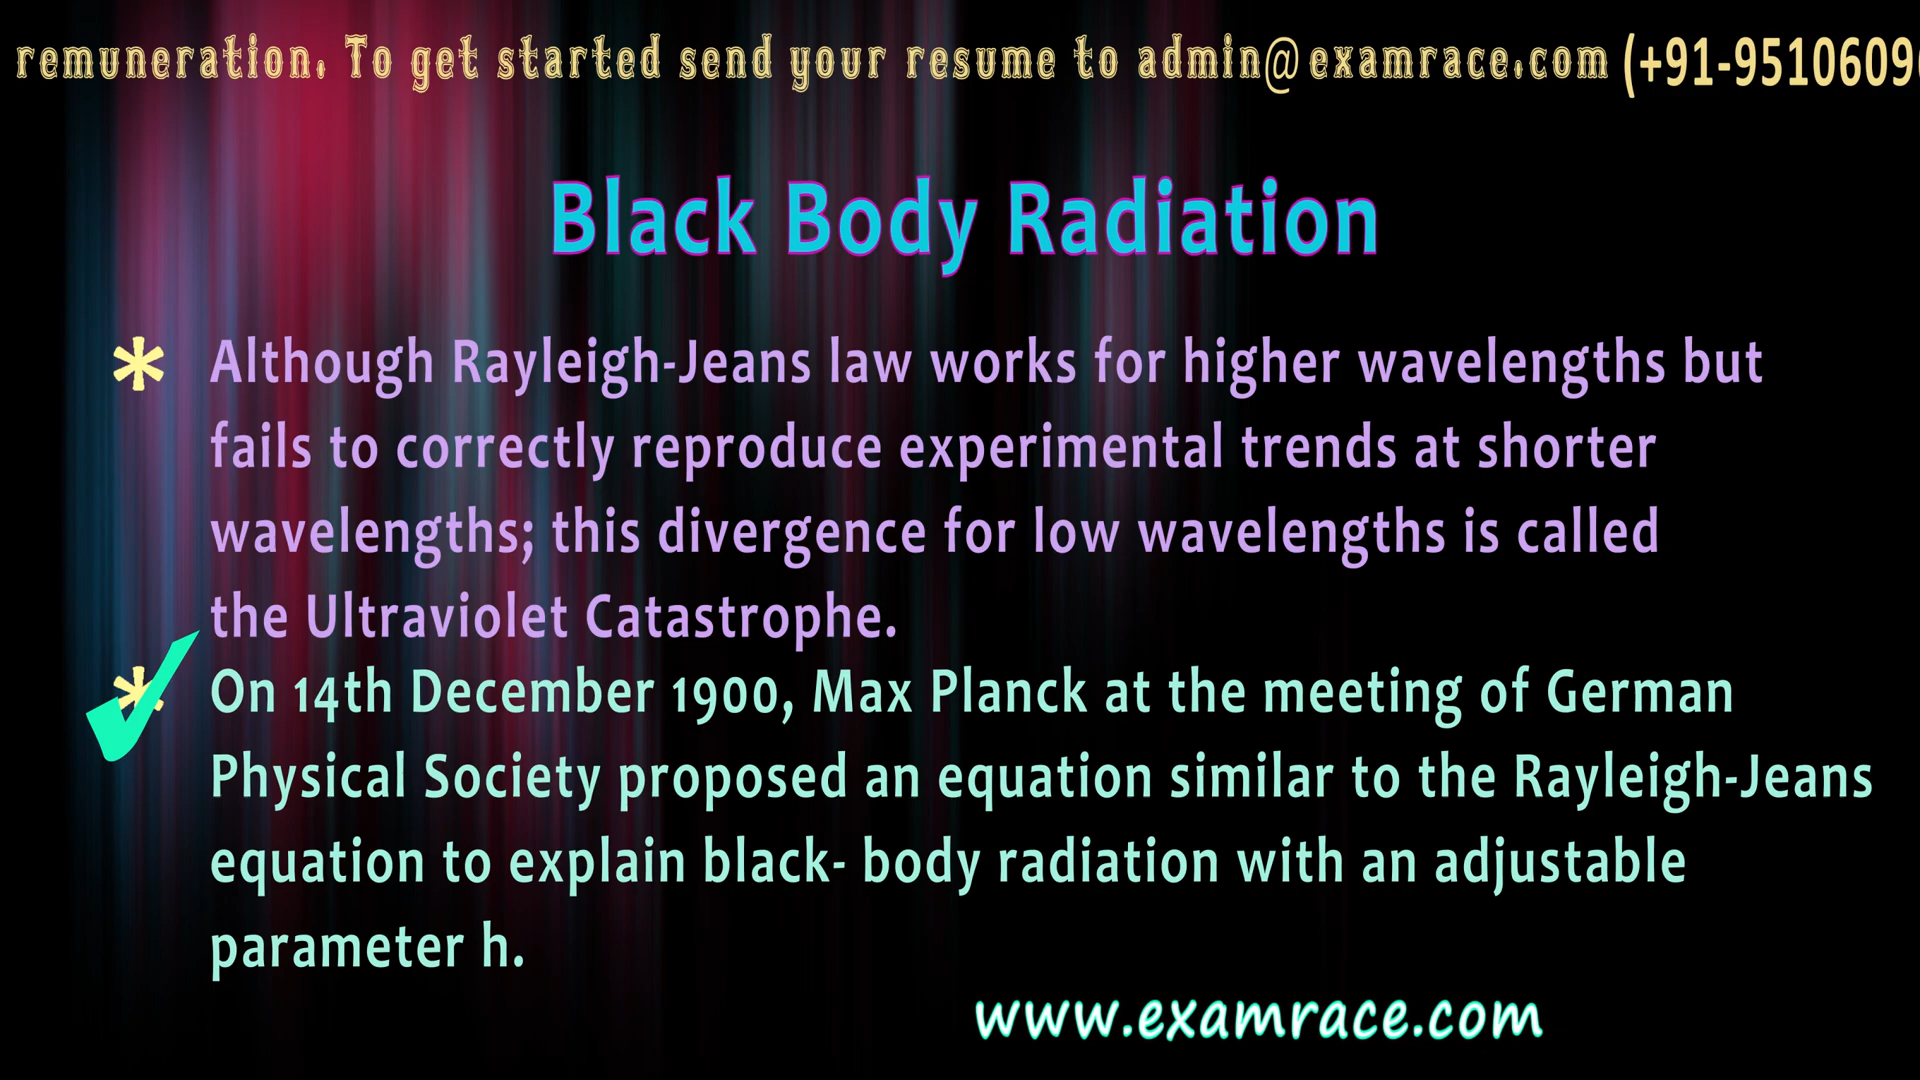 remuneration. To get started send your resume to admin@examrace.com (+91-9510609
Black Body Radiation
* Although Rayleigh-Jeans law works for higher wavelengths but
fails to correctly reproduce experimental trends at shorter
wavelengths; this divergence for low wavelengths is called
the Ultraviolet Catastrophe.
* On 14th December 1900, Max Planck at the meeting of German
Physical Society proposed an equation similar to the Rayleigh-Jeans
equation to explain black- body radiation with an adjustable
parameter h.
www.examrace.com